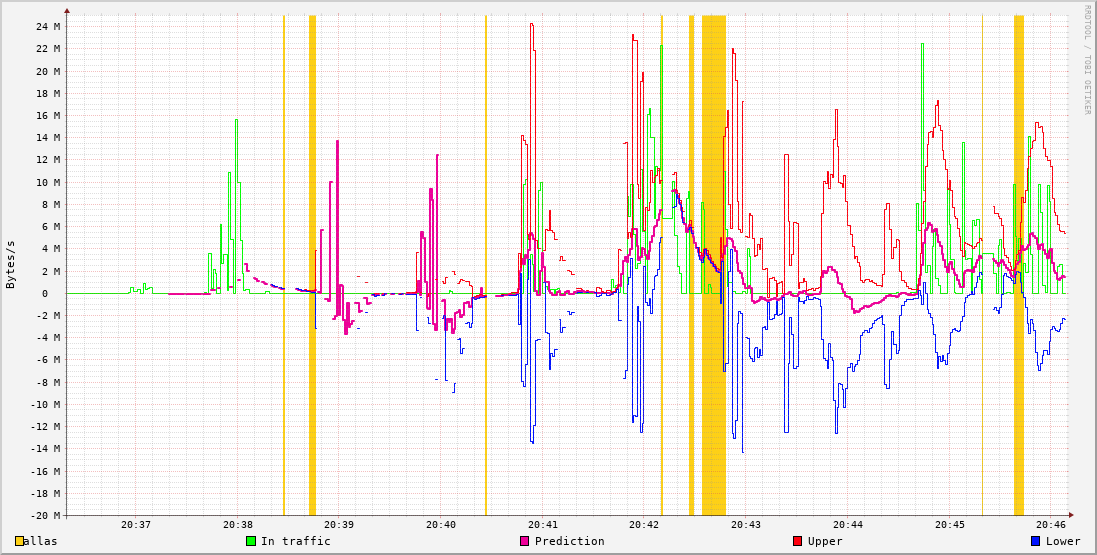 24 M
22 M
20 M
18 M
16 M
14 M
12 M
10 M
8 M
6 M
4 M
2 M
0
-2 M
-4 M
-6 M
-8 M
-10 M
-12 M
-14 M
-16 M
-18 M
-20 M
Bytes/s
RRDTOOL / TOBI OETIKER
20:37 20:38 20:39 20:40 20:41 20:42 20:43 20:44 20:45 20:46
allas In traffic Prediction Upper Lower